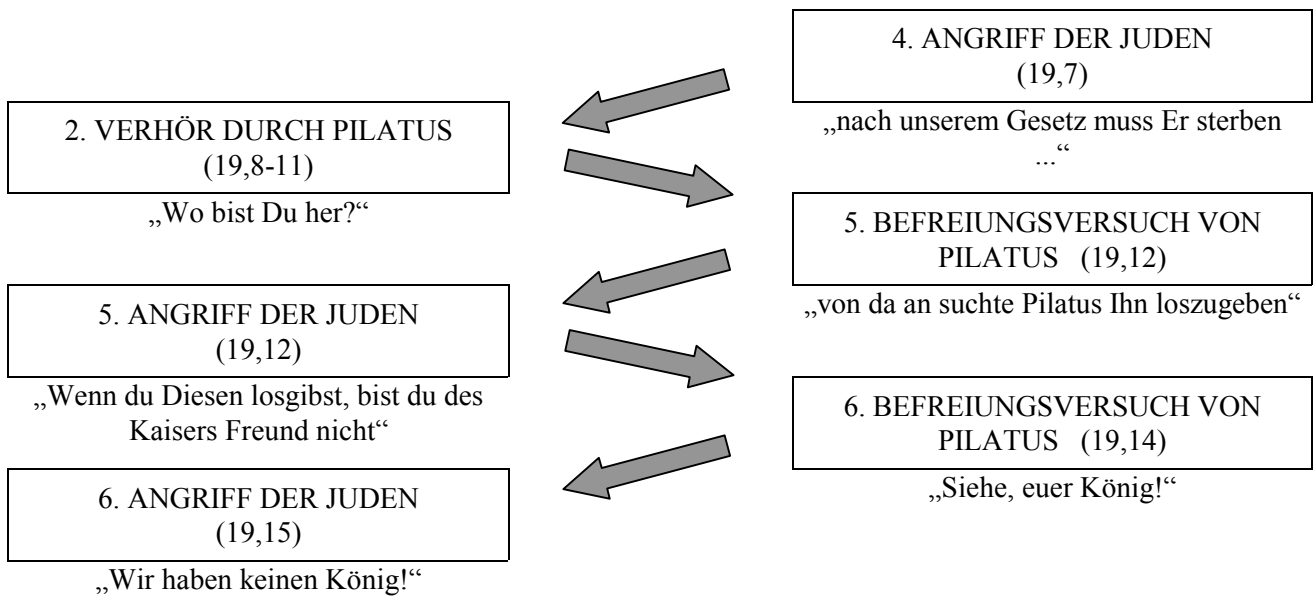 4. ANGRIFF DER JUDEN
(19,7)
„nach unserem Gesetz muss Er sterben
...“
2. VERHÖR DURCH PILATUS
(19,8-11)
„Wo bist Du her?“
5. BEFREIUNGSVERSUCH VON
PILATUS (19,12)
„von da an suchte Pilatus Ihn loszugeben“
5. ANGRIFF DER JUDEN
(19,12)
„Wenn du Diesen losgibst, bist du des
Kaisers Freund nicht“
6. BEFREIUNGSVERSUCH VON
PILATUS (19,14)
„Siehe, euer König!“
6. ANGRIFF DER JUDEN
(19,15)
„Wir haben keinen König!“